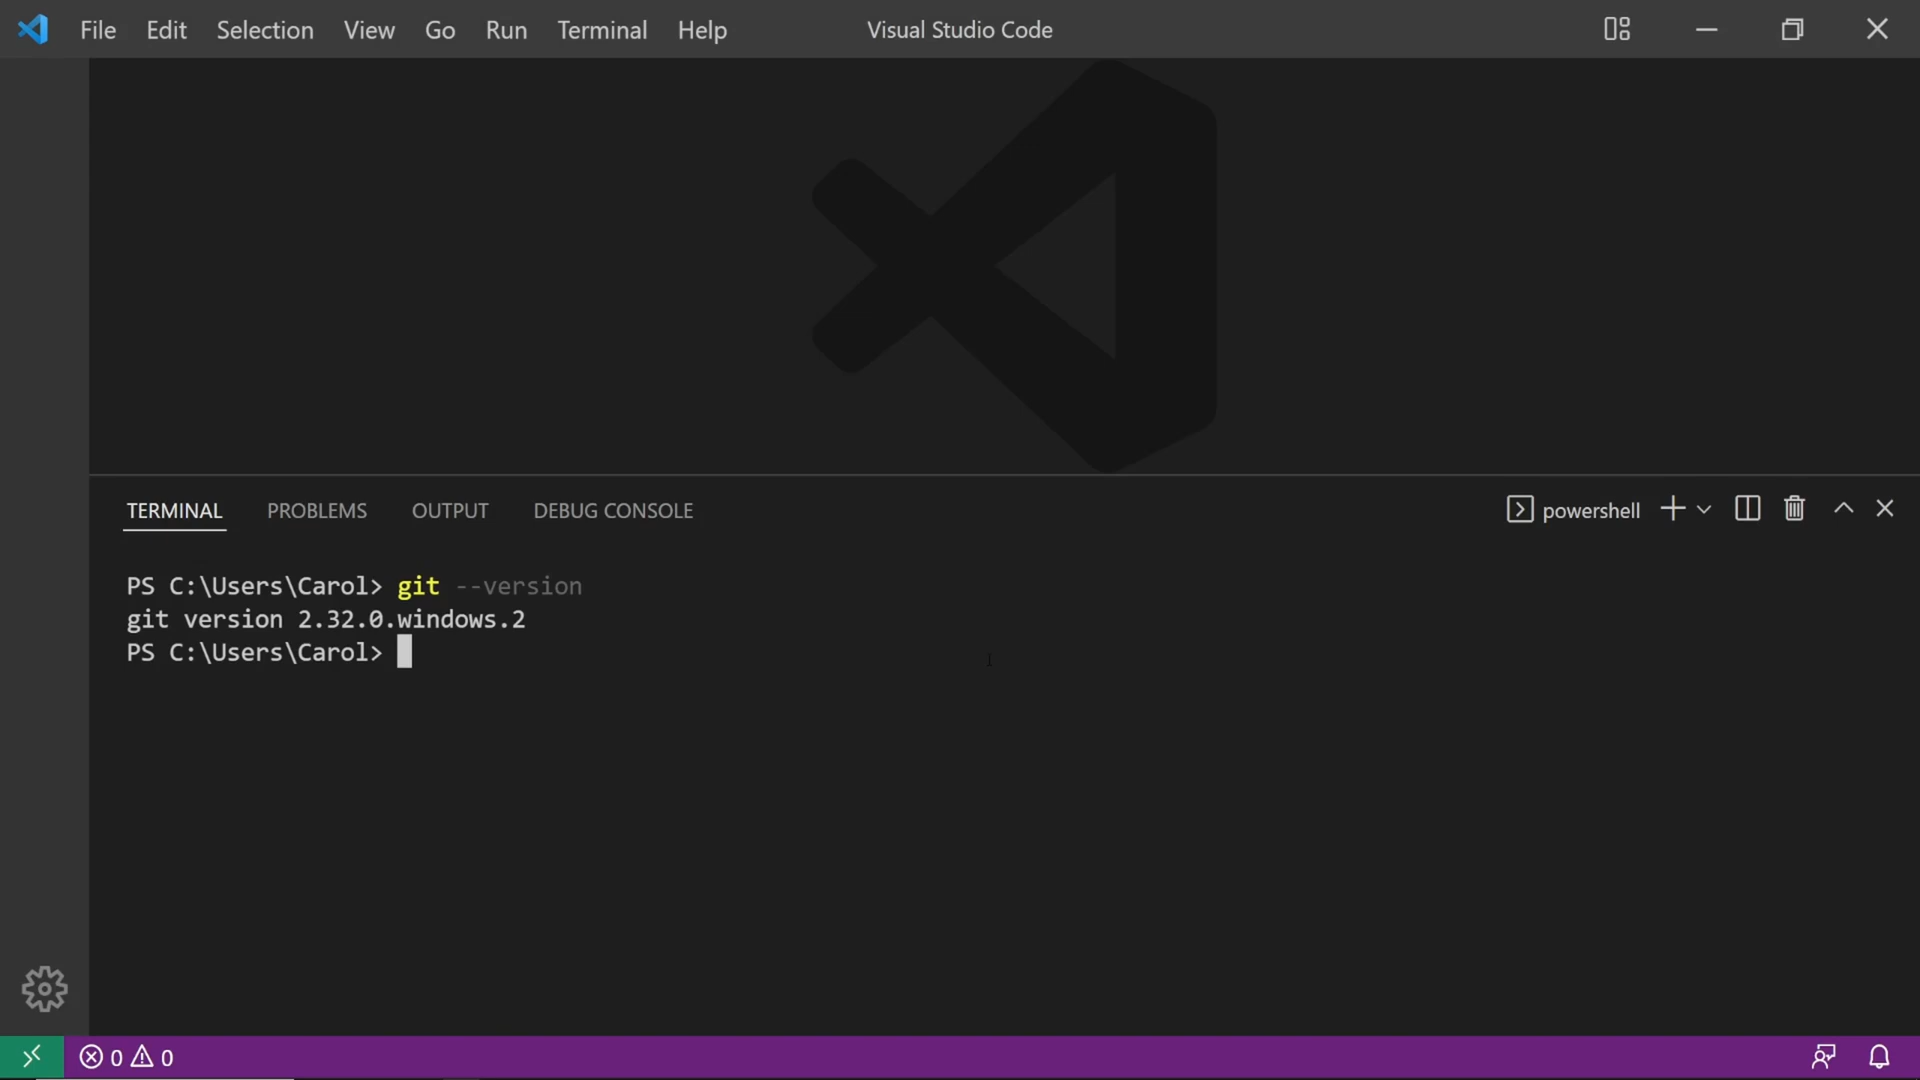 File Edit Selection View Go Run Terminal Help Visual Studio Code
TERMINAL PROBLEMS OUTPUT DEBUG CONSOLE powershell
PS C:\Users\Carol> git --version
git version 2.32.0.windows.2
PS C:\Users\Carol>
0 0